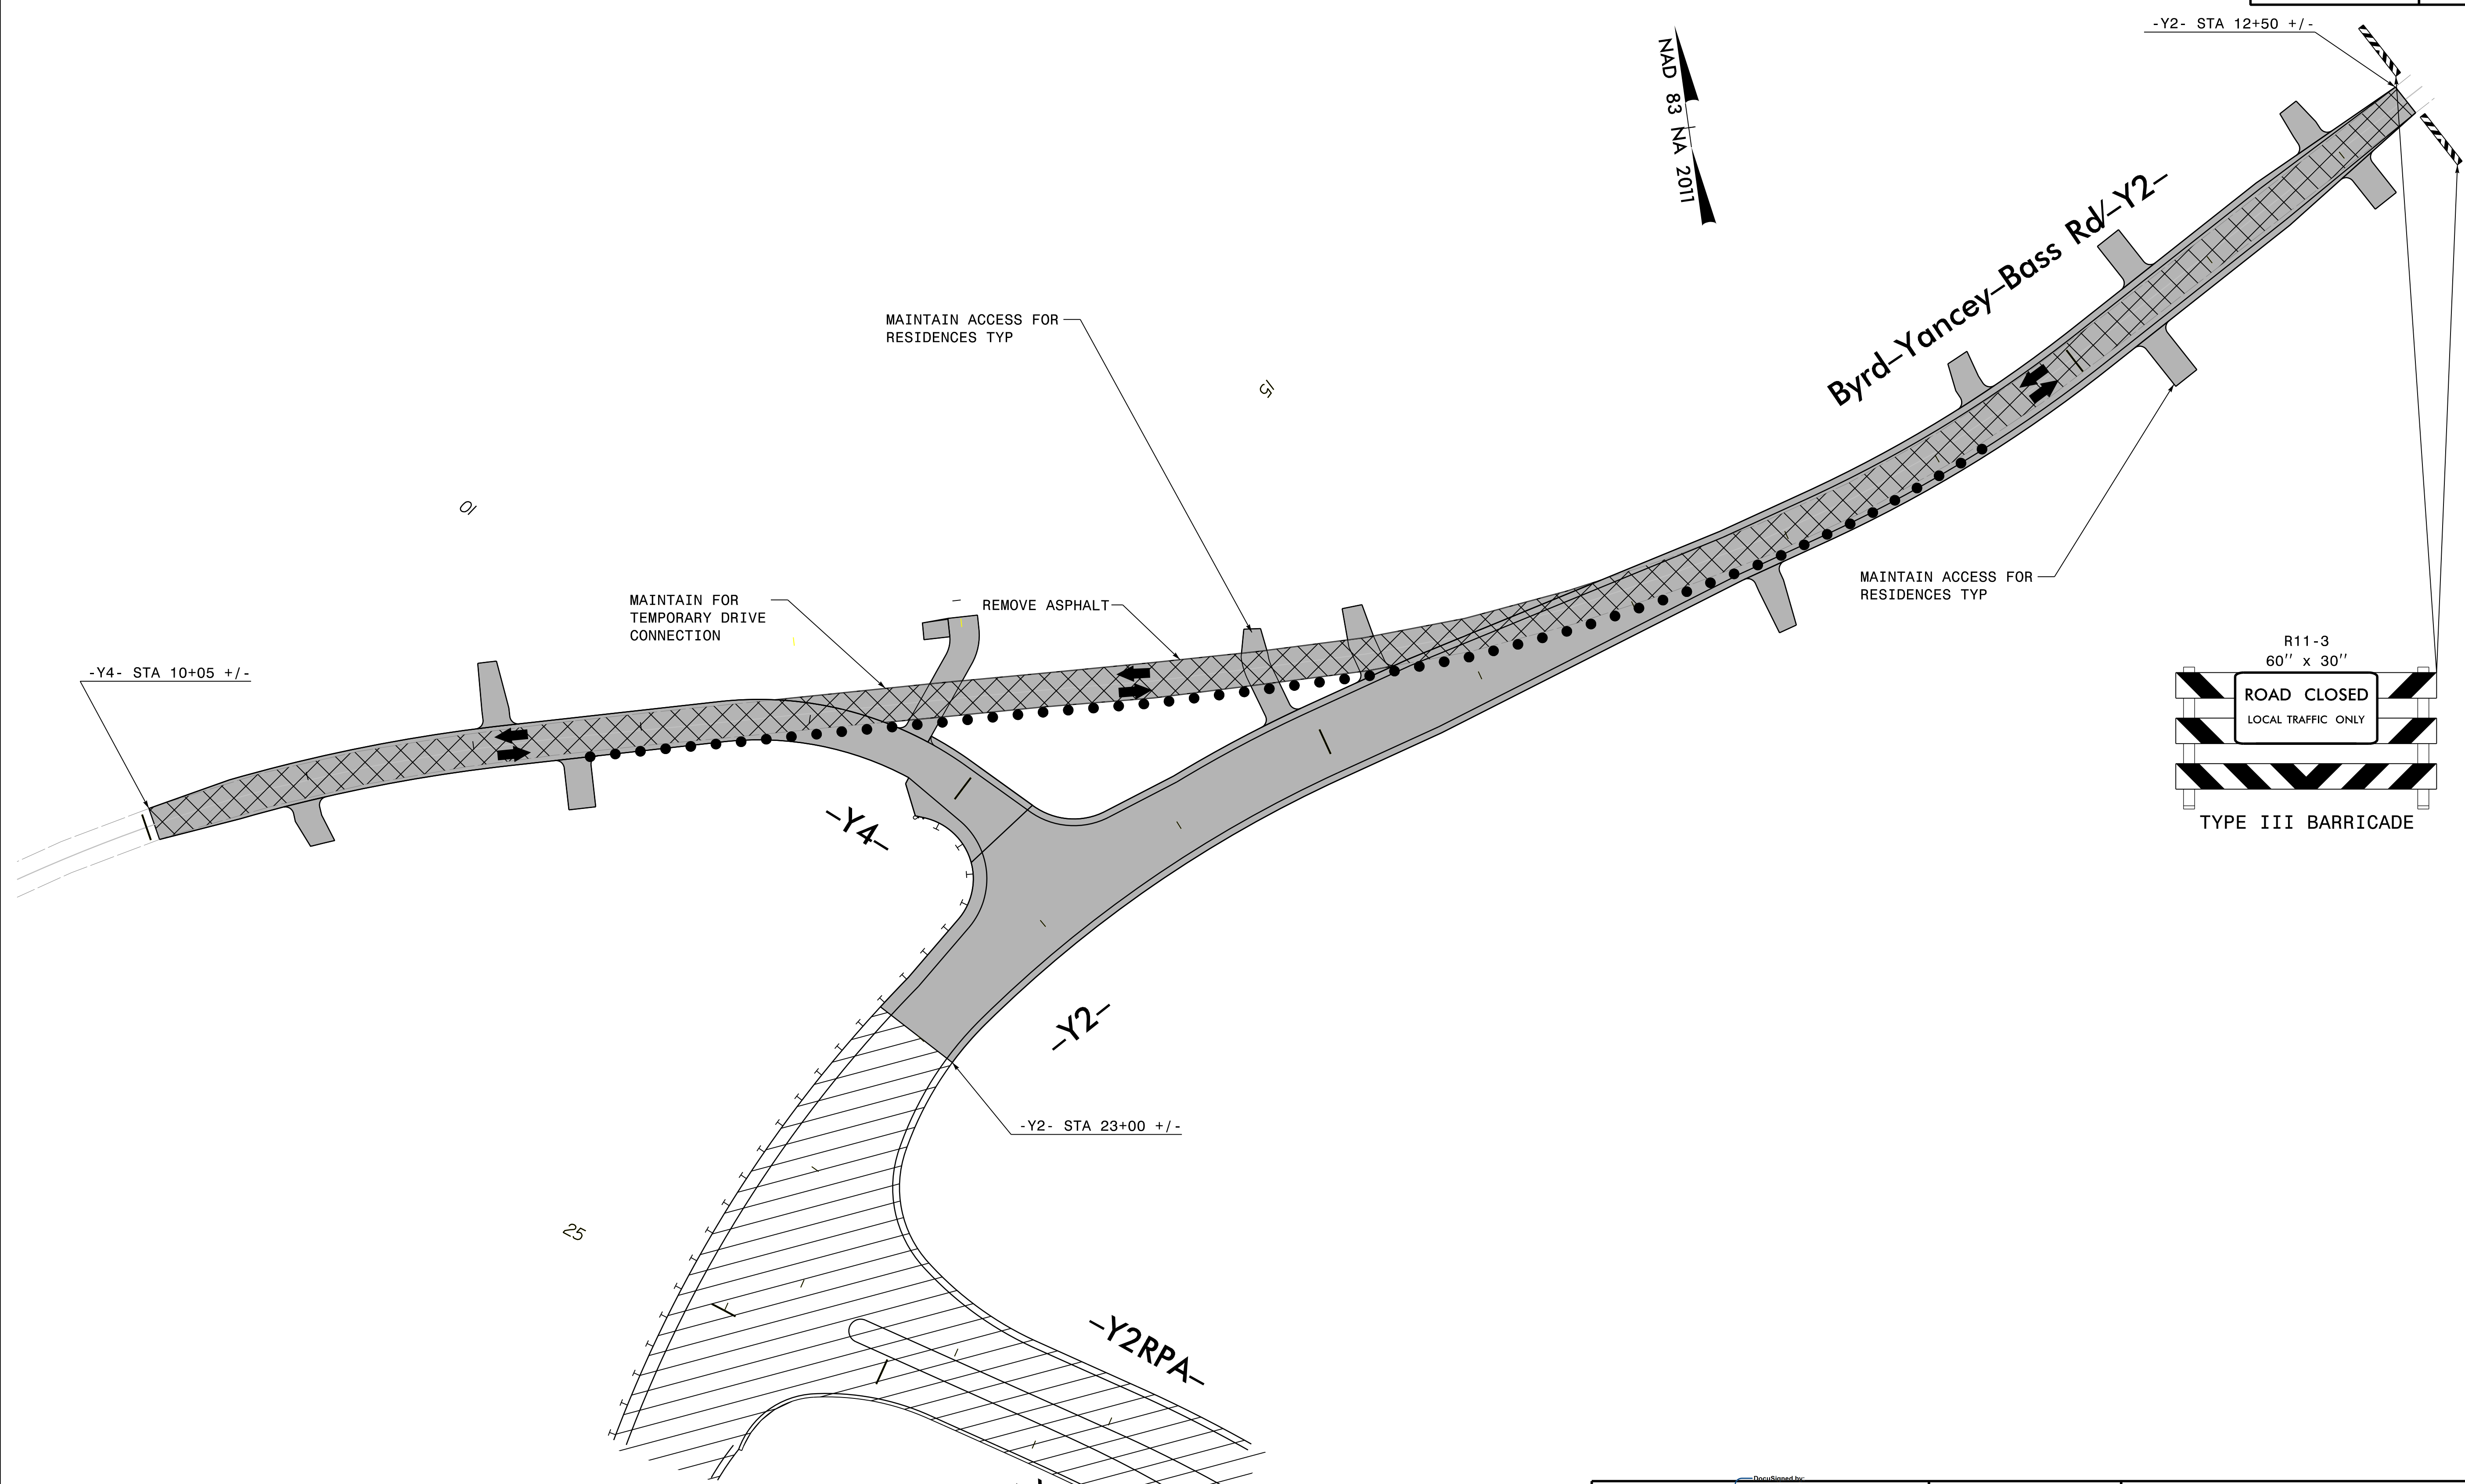 -Y2- STA 12+50 +/-
NAD 83 NA 2011
Byrd-Yancey-Bass Rd/-Y2-
MAINTAIN ACCESS FOR
RESIDENCES TYP
15
10
MAINTAIN FOR
TEMPORARY DRIVE
CONNECTION
REMOVE ASPHALT
MAINTAIN ACCESS FOR
RESIDENCES TYP
-Y4- STA 10+05 +/-
R11-3
60" x 30"
ROAD CLOSED
LOCAL TRAFFIC ONLY
TYPE III BARRICADE
-Y4-
-Y2-
-Y2- STA 23+00 +/-
25
-Y2RPA-
DocuSigned by: